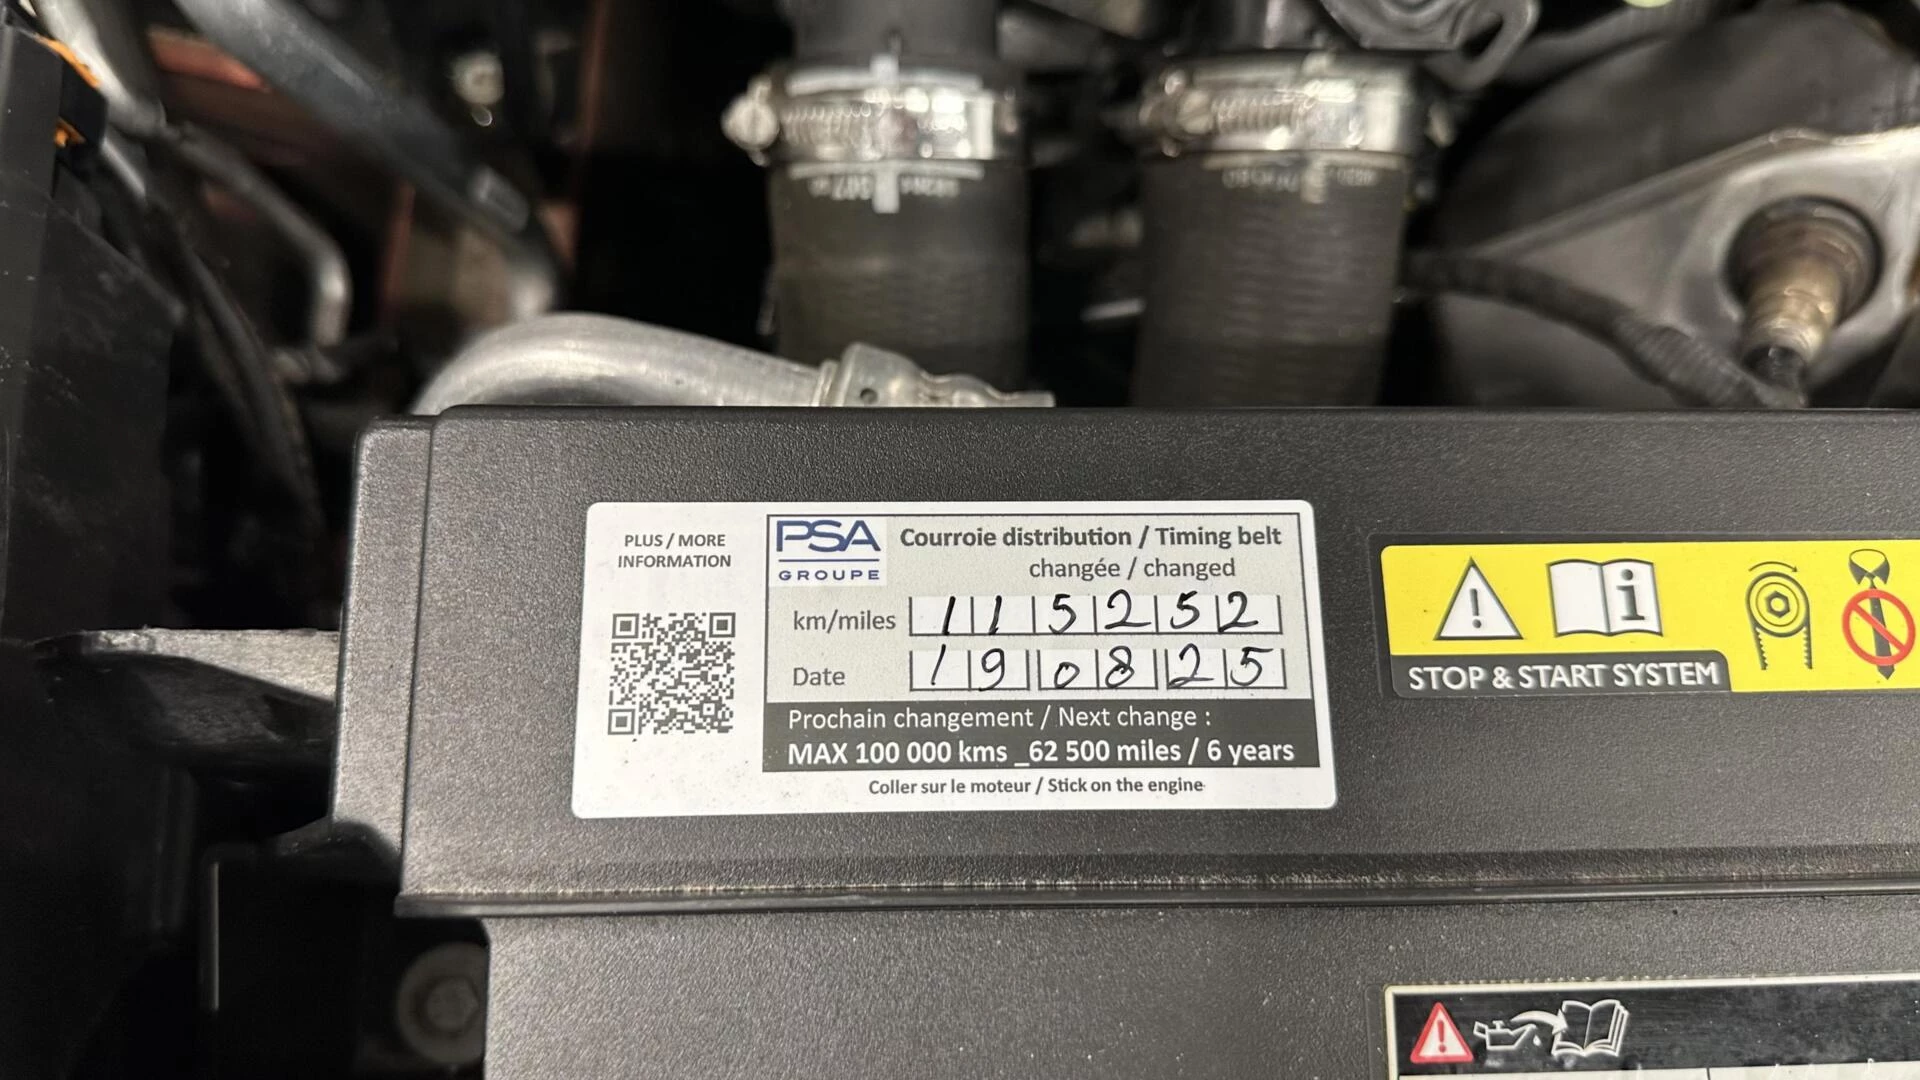 PLUS / MORE
INFORMATION
PSA
GROUPE
Courroie distribution / Timing belt
changée / changed
km/miles 115252
Date 190825
Prochain changement / Next change :
MAX 100 000 kms _62 500 miles / 6 years
Coller sur le moteur / Stick on the engine
STOP & START SYSTEM